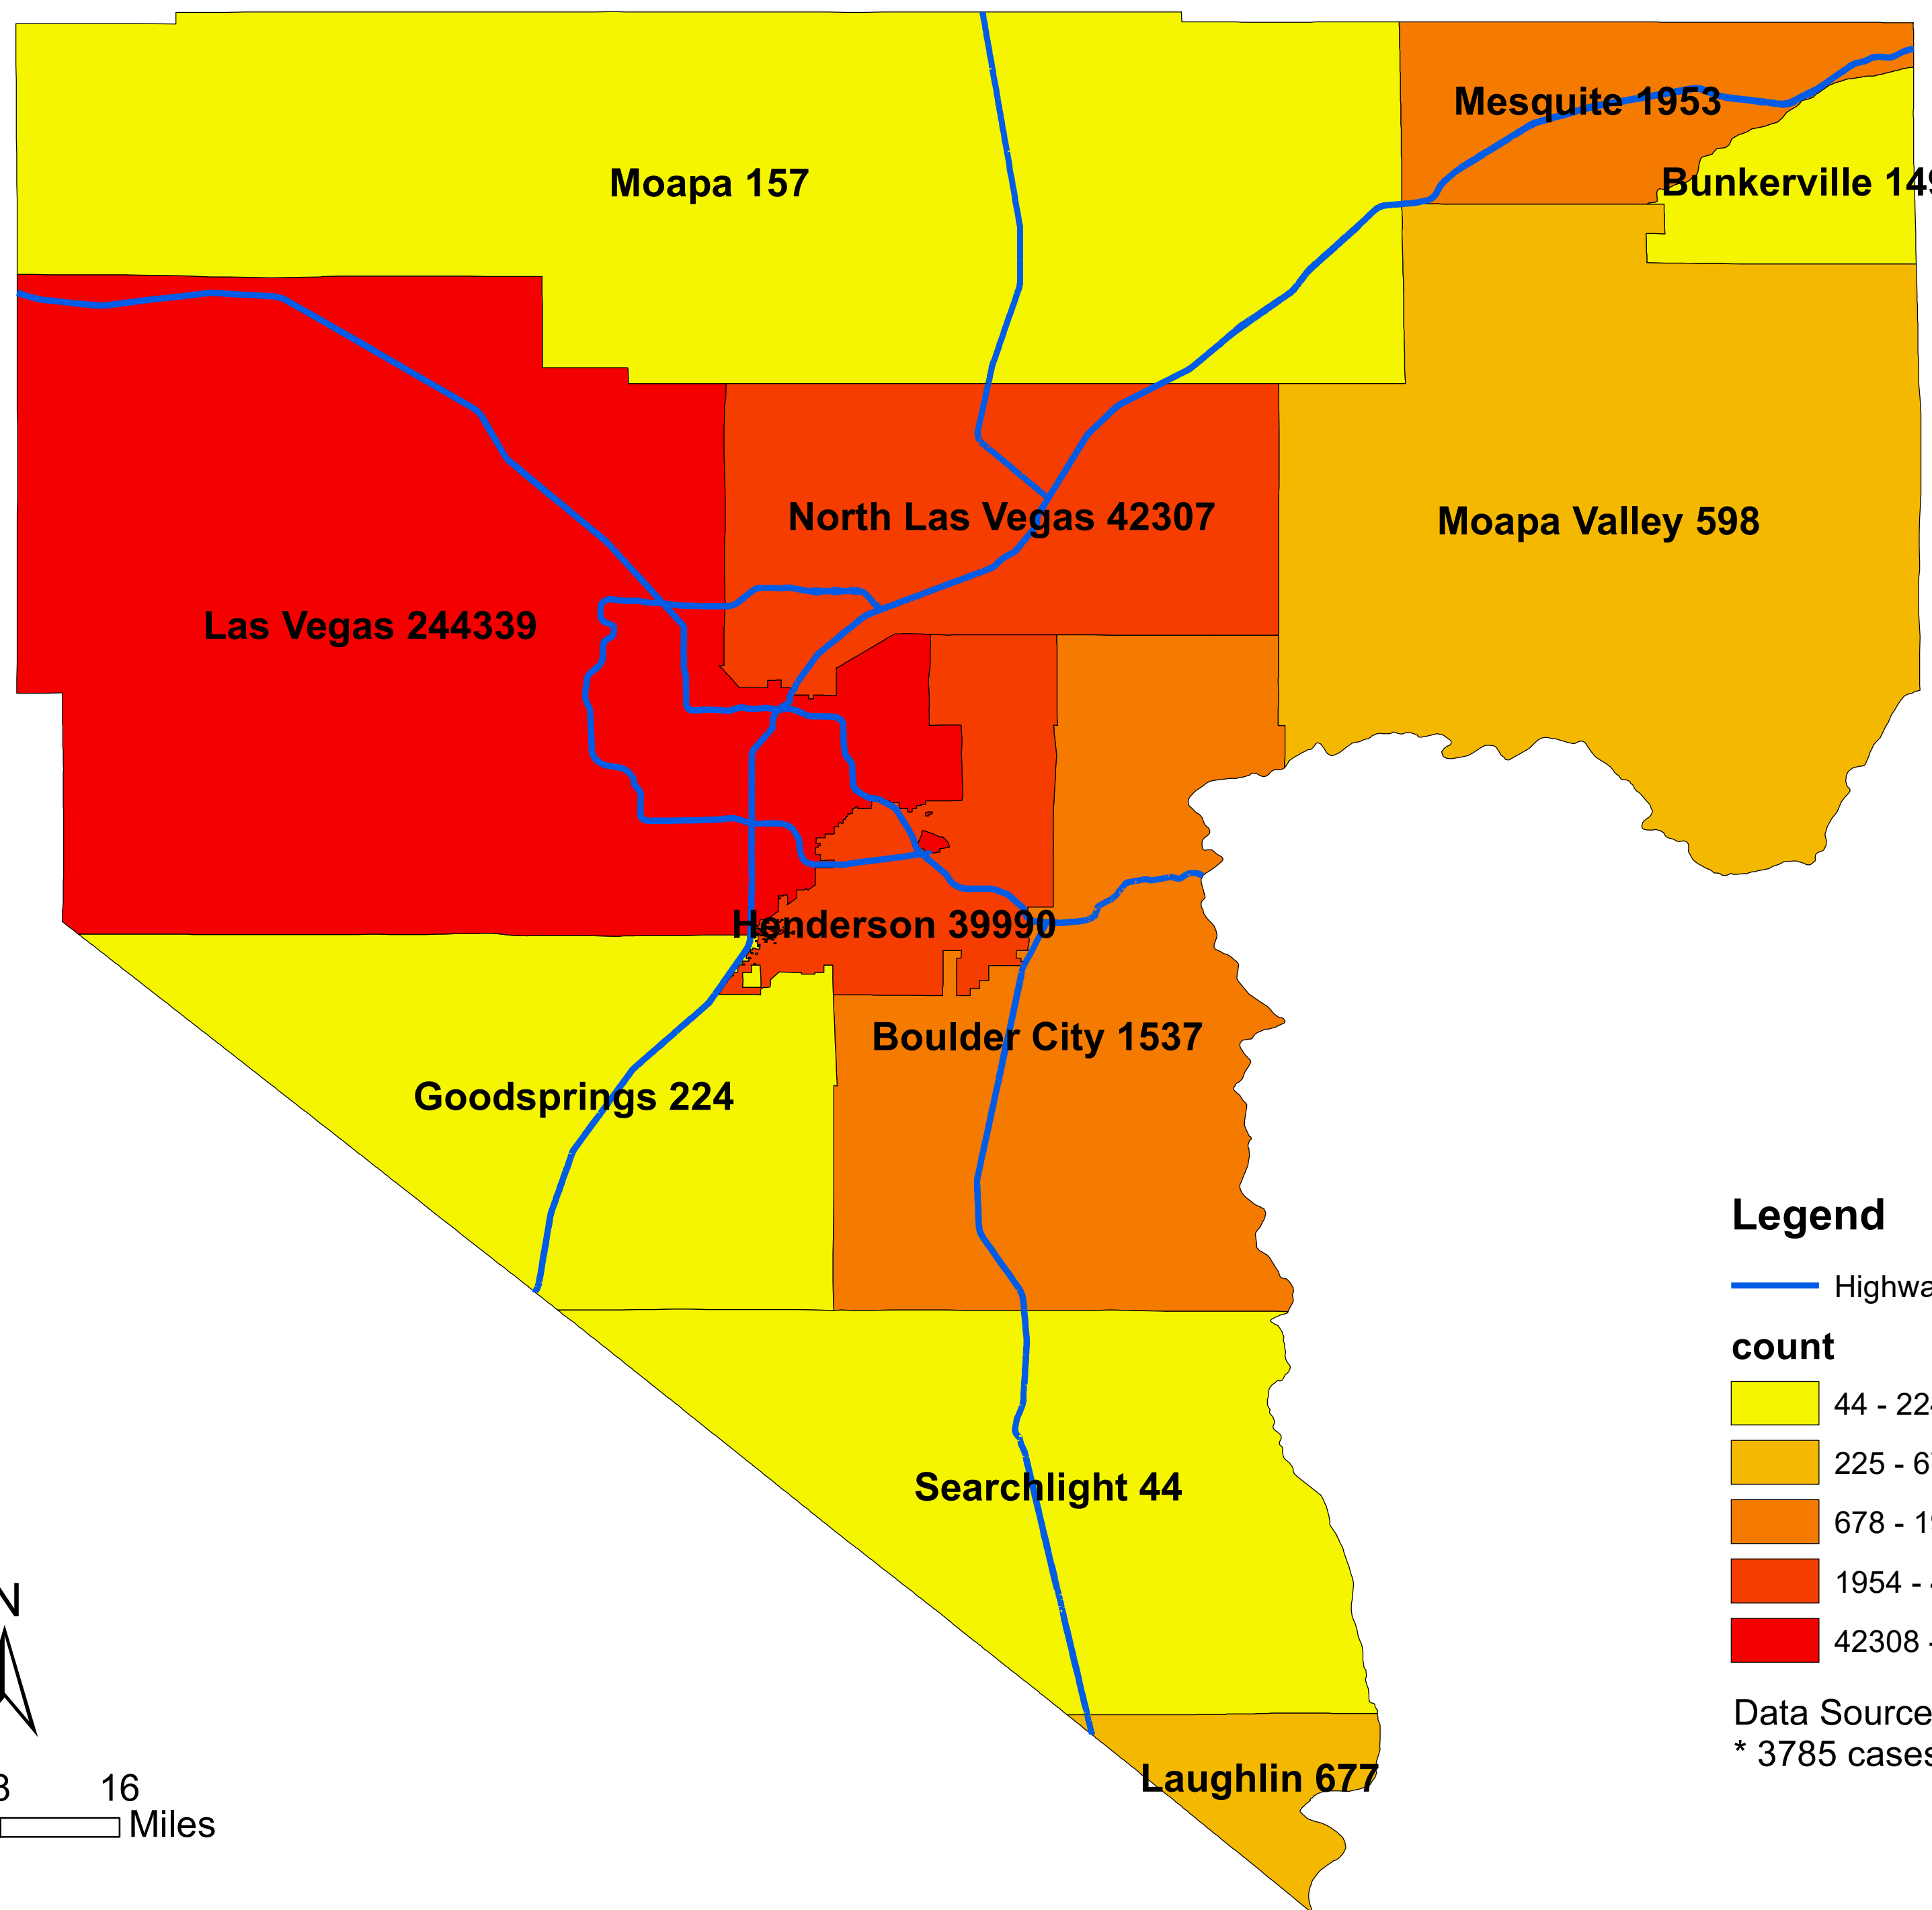 Mesquite 1953
Moapa 157
Bunkerville 149
North Las Vegas 42307
Moapa Valley 598
Las Vegas 244339
Henderson 39990
Boulder City 1537
Goodsprings 224
Searchlight 44
Laughlin 677
Legend
count
44 - 22
225 - 6
678 - 1
1954 -
42308 -
Data Source
* 3785 cases
N
8 16
Miles